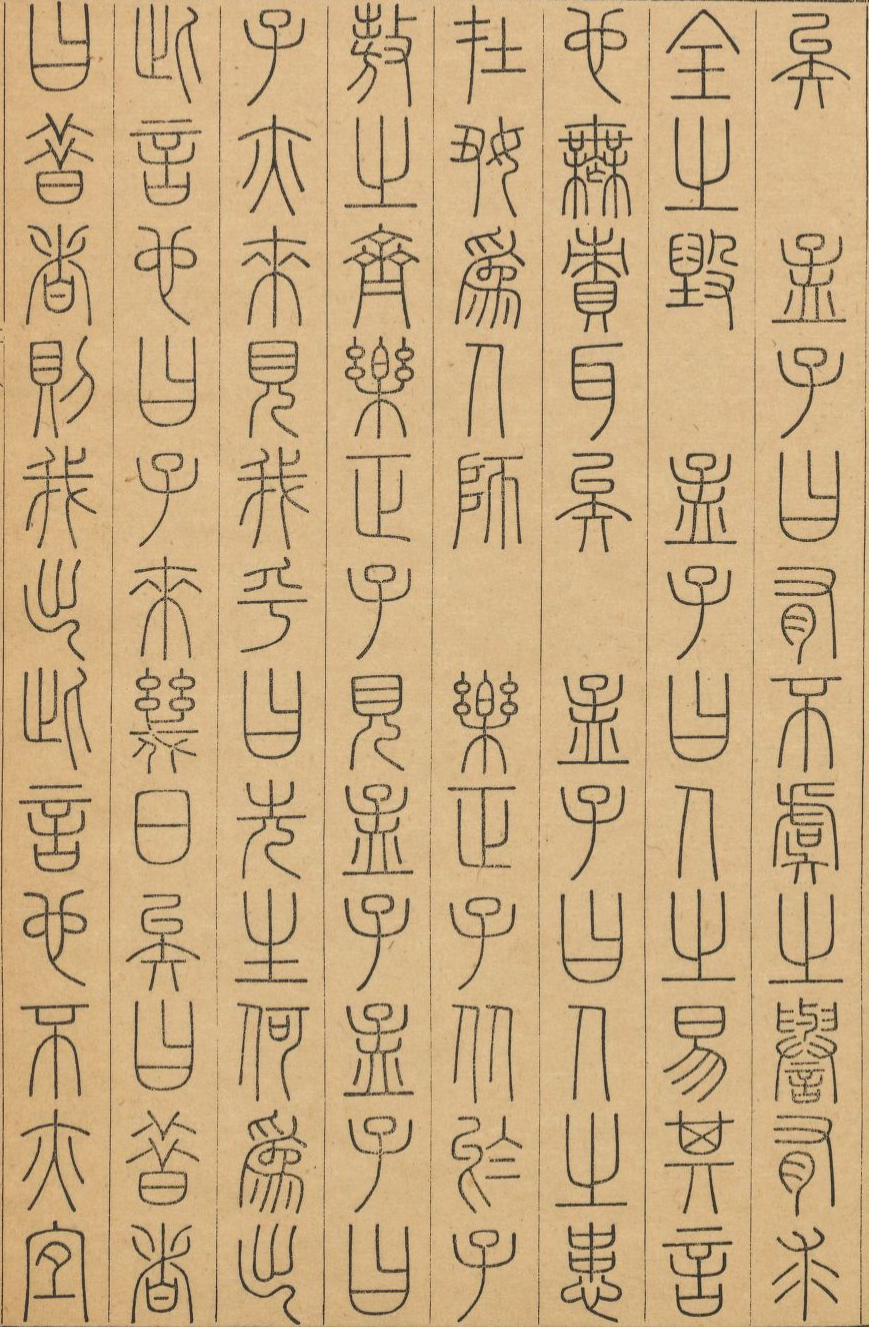 矣　孟子曰有不虞之譽有求
全之毀　孟子曰人之易其言
也無責耳矣　孟子曰人之患
在好爲人師　樂正子从於子
敖之齊樂正子見孟子孟子曰
子亦來見我乎曰先生何爲出
此言也曰子來幾日矣曰昔者
曰昔者則我出此言也不亦宜